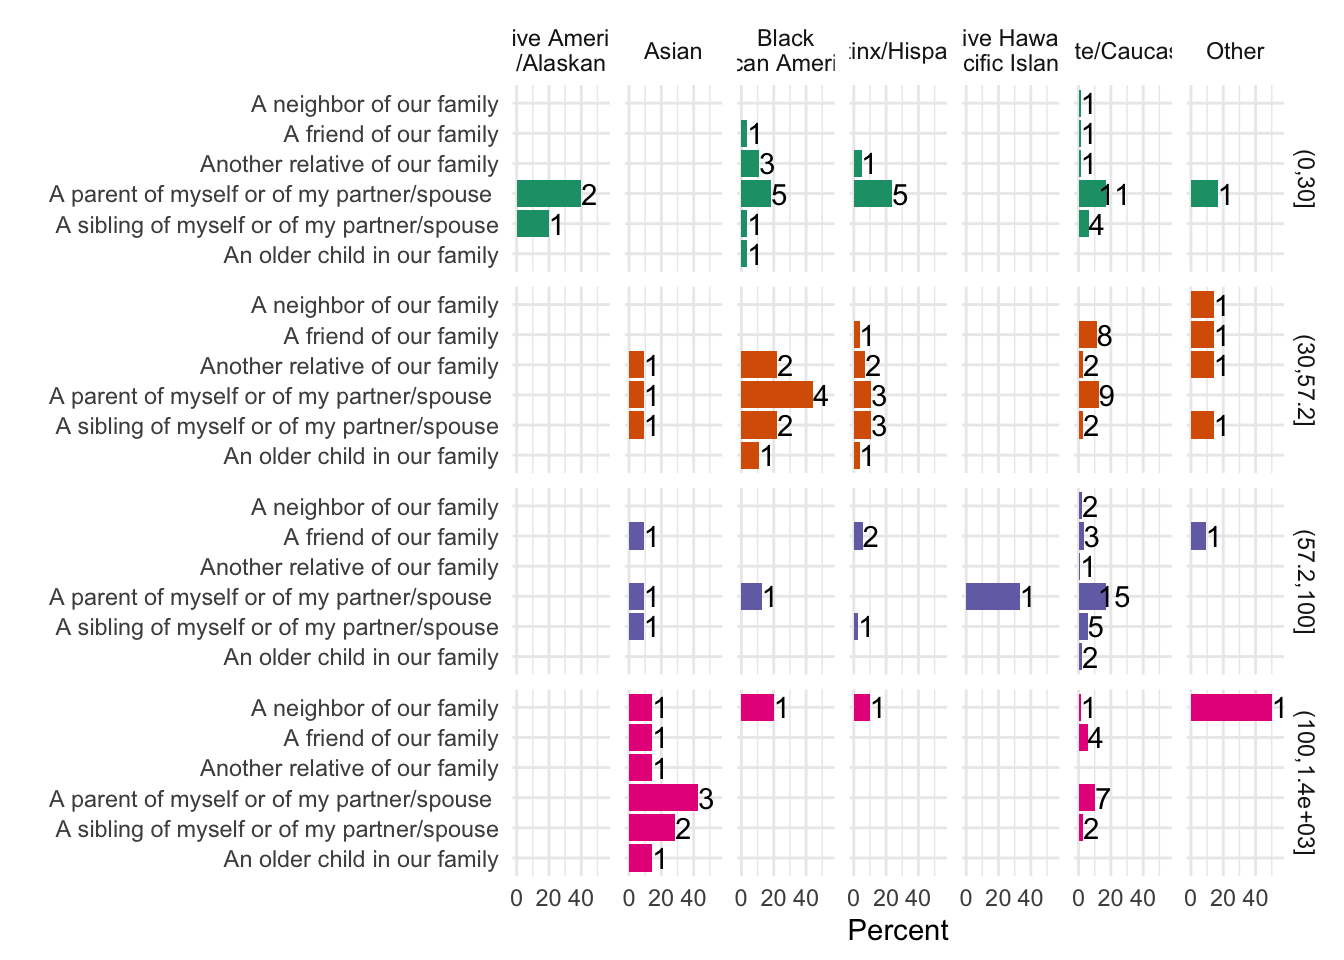 ive Ameri Asian Black tinx/Hispa ive Hawa te/Caucas Other
/Alaskan can Ameri cific Islan
A neighbor of our family 1
A friend of our family 1 1
Another relative of our family 3 1 1
A parent of myself or of my partner/spouse 2 5 5 11 1
A sibling of myself or of my partner/spouse 1 1 4
An older child in our family 1
(0,30]
A neighbor of our family 1
A friend of our family 1 8 1
Another relative of our family 1 2 2 2 1
A parent of myself or of my partner/spouse 1 4 3 9
A sibling of myself or of my partner/spouse 1 2 3 2 1
An older child in our family 1 1
(30,57.2]
A neighbor of our family 2
A friend of our family 1 2 3 1
Another relative of our family 1
A parent of myself or of my partner/spouse 1 1 1 15
A sibling of myself or of my partner/spouse 1 1 5
An older child in our family 2
(57.2,100]
A neighbor of our family 1 1 1 1 1
A friend of our family 1 4
Another relative of our family 1
A parent of myself or of my partner/spouse 3 7
A sibling of myself or of my partner/spouse 2 2
An older child in our family 1
(100,1.4e+03]
0 20 40 0 20 40 0 20 40 0 20 40 0 20 40 0 20 40 0 20 40
Percent